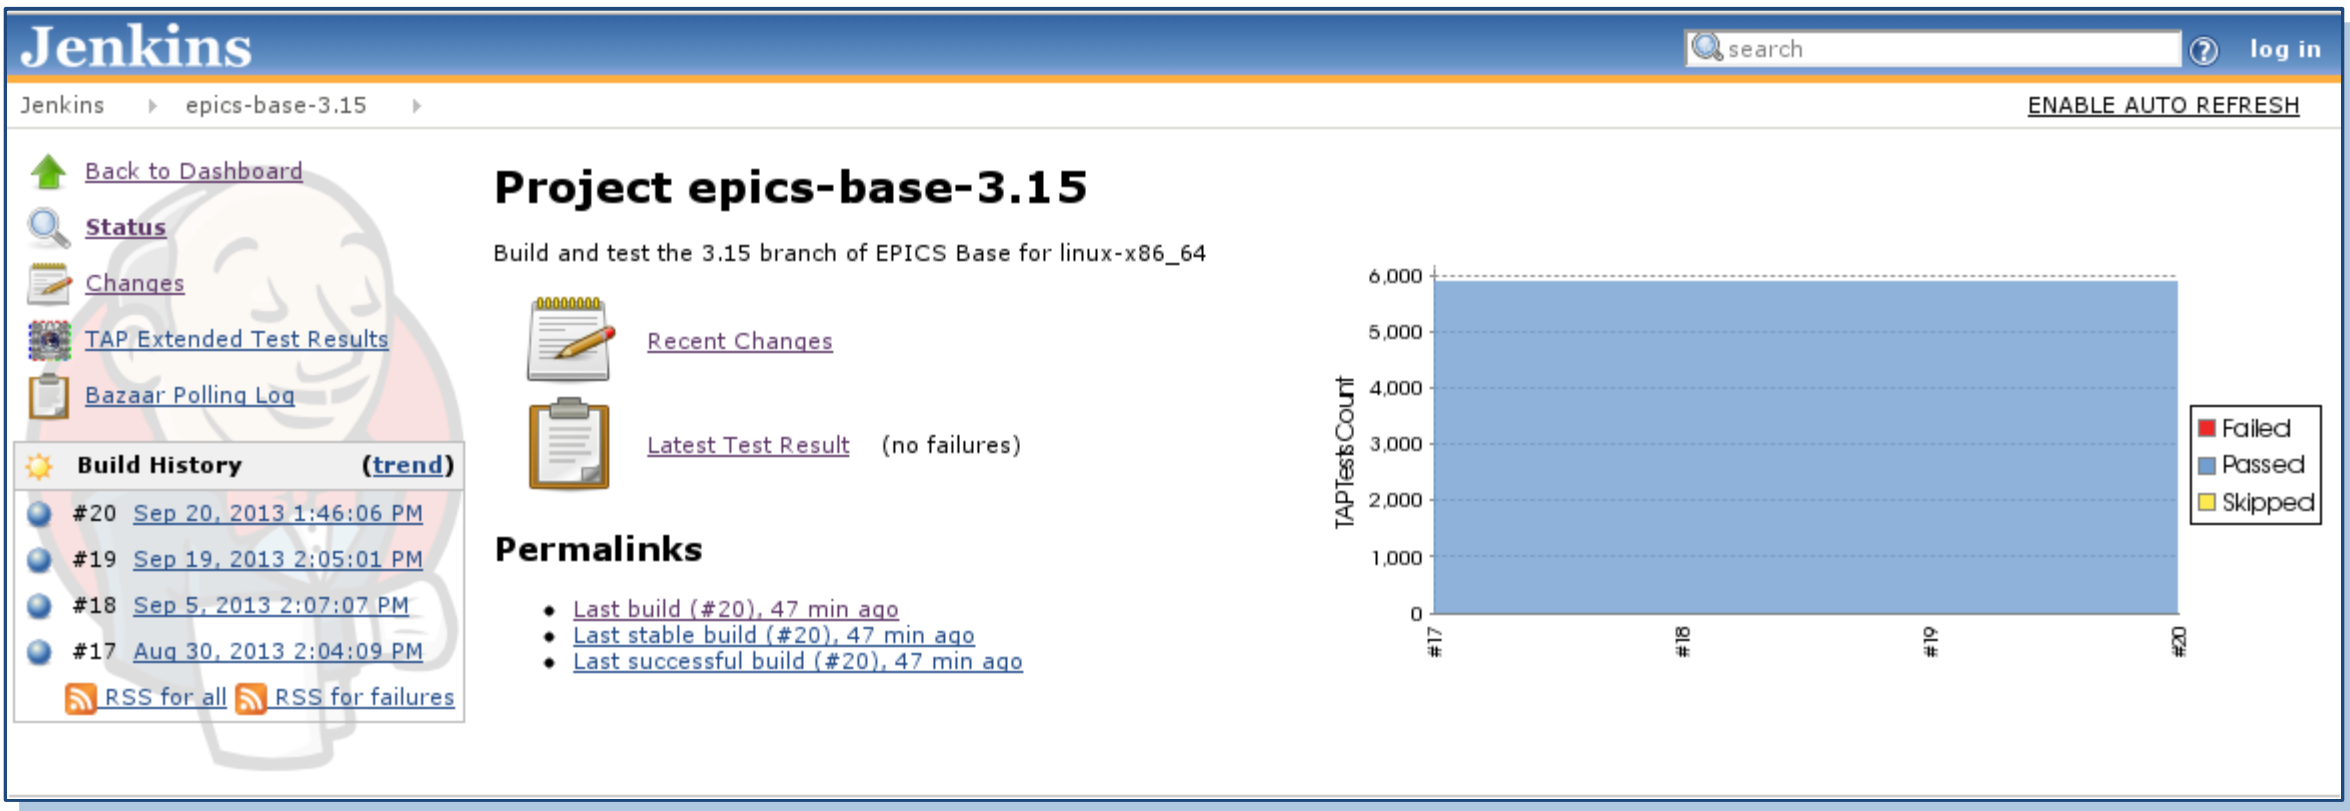 Jenkins
search
? log in
Jenkins epics-base-3.15
ENABLE AUTO REFRESH
Back to Dashboard
Status
Changes
TAP Extended Test Results
Bazaar Polling Log
Build History (trend)
#20 Sep 20, 2013 1:46:06 PM
#19 Sep 19, 2013 2:05:01 PM
#18 Sep 5, 2013 2:07:07 PM
#17 Aug 30, 2013 2:04:09 PM
RSS for all RSS for failures
Project epics-base-3.15
Build and test the 3.15 branch of EPICS Base for linux-x86_64
Recent Changes
Latest Test Result (no failures)
Permalinks
Last build (#20), 47 min ago
Last stable build (#20), 47 min ago
Last successful build (#20), 47 min ago
TAP Tests Count
6,000
5,000
4,000
3,000
2,000
1,000
0
#17 #18 #19 #20
Failed
Passed
Skipped